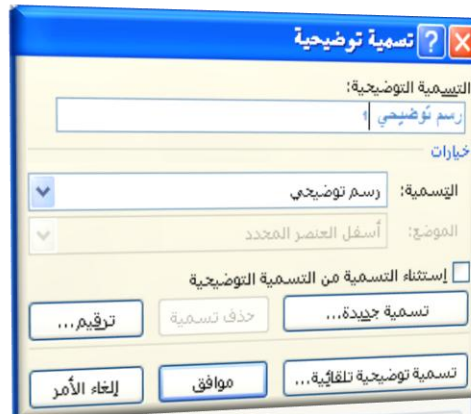 تسمية توضيحية
التسمية التوضيحية:
رسم توضيحي 1
خيارات
التسمية: رسم توضيحي
الموضع: أسفل العنصر المحدد
إستثناء التسمية من التسمية التوضيحية
تسمية جديدة... حذف تسمية ترقيم...
تسمية توضيحية تلقائية... موافق إلغاء الأمر